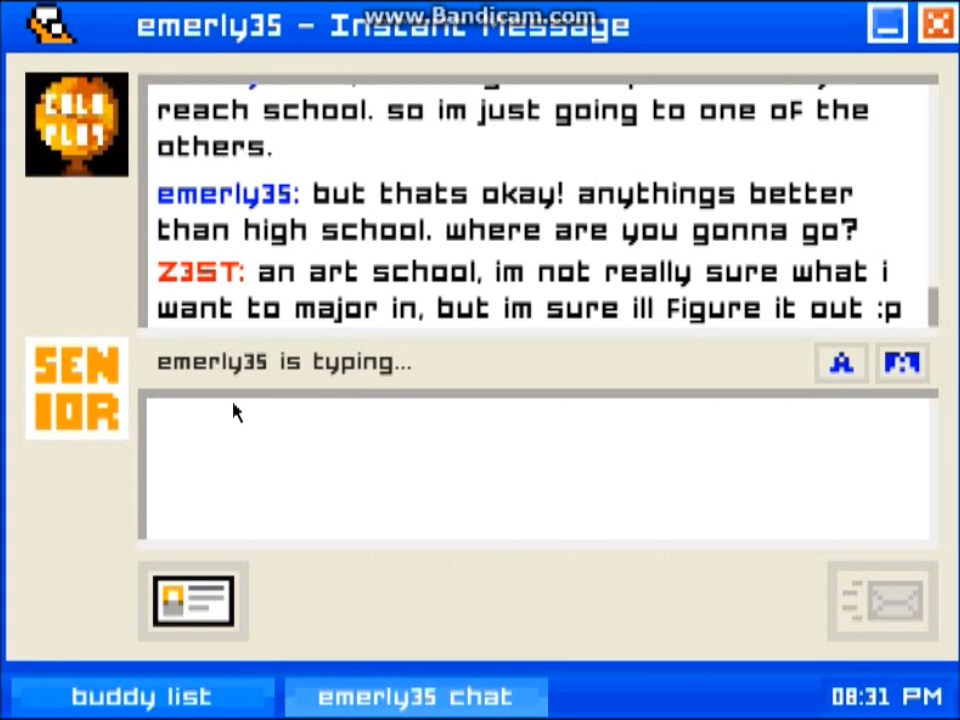 www.Bandicam.com
emerly35 - Instant Message
COLD
PLAY
reach school. so im just going to one of the
others.
emerly35: but thats okay! anythings better
than high school. where are you gonna go?
Z3ST: an art school, im not really sure what i
want to major in, but im sure ill figure it out :p
emerly35 is typing...
A
SEN
IOR
buddy list
emerly35 chat
08:31 PM